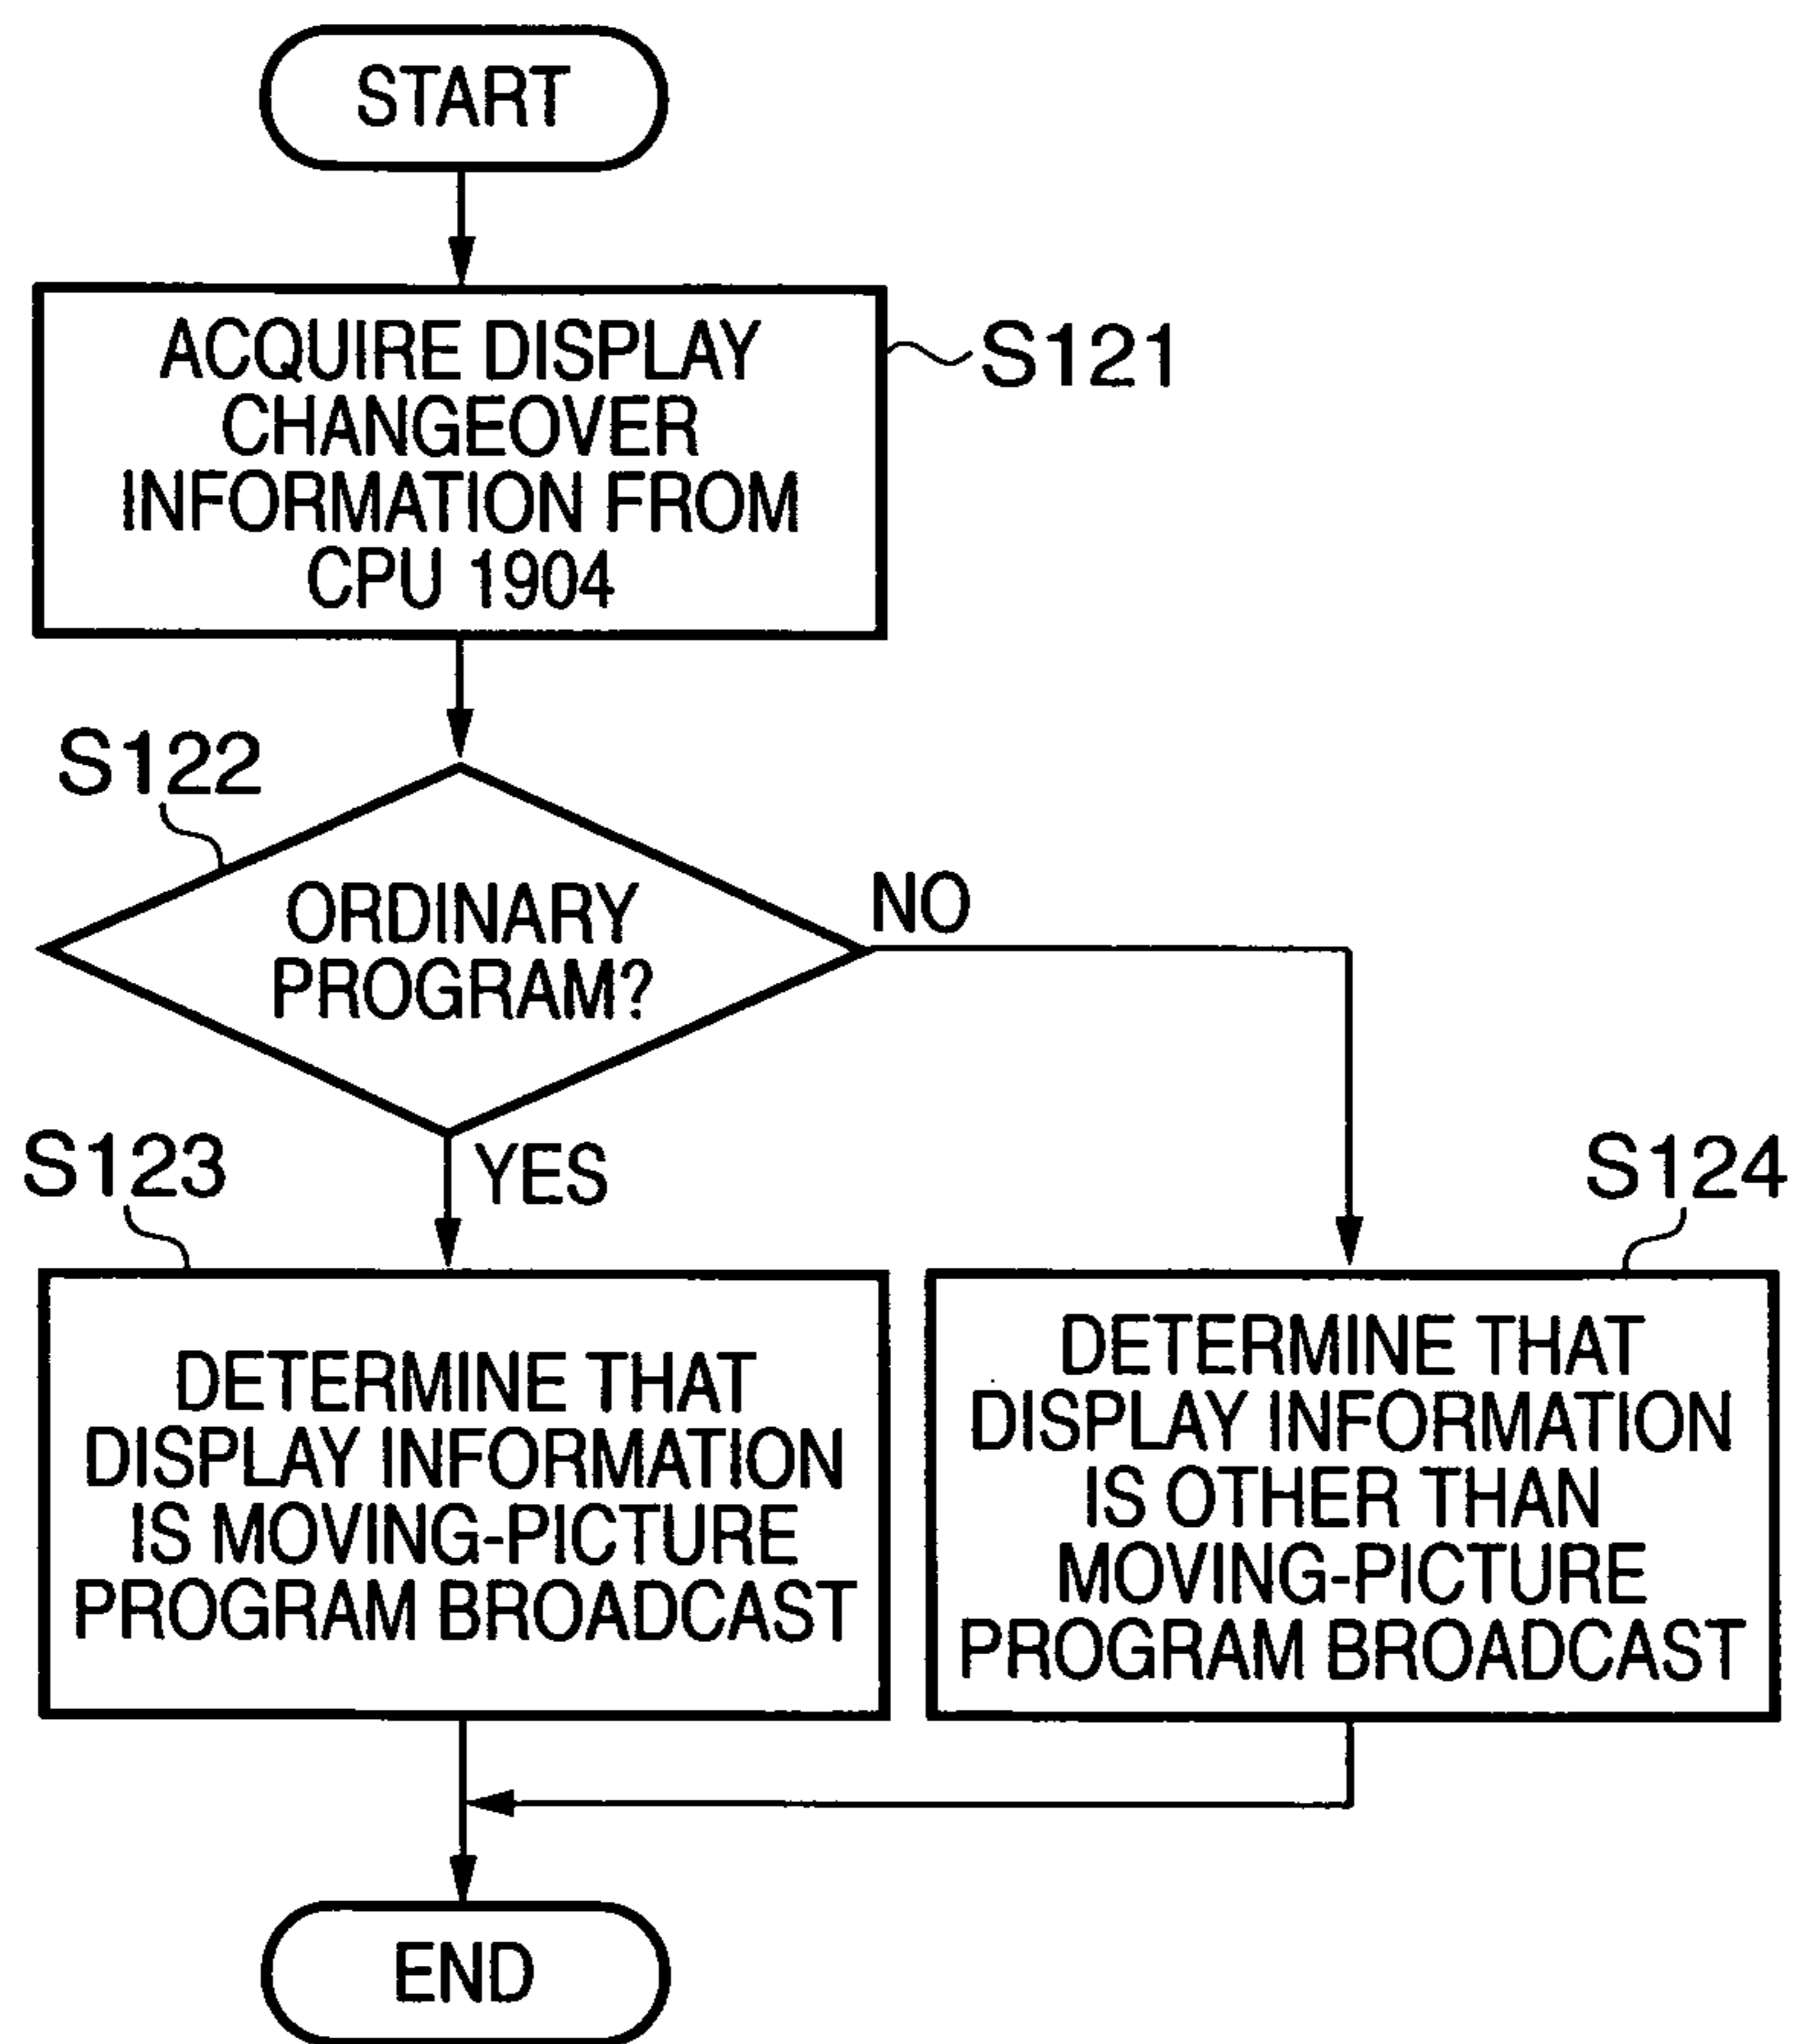 START
ACQUIRE DISPLAY
CHANGEOVER
INFORMATION FROM
CPU 1904
S121
S122
ORDINARY
PROGRAM?
NO
YES
S123
DETERMINE THAT
DISPLAY INFORMATION
IS MOVING-PICTURE
PROGRAM BROADCAST
S124
DETERMINE THAT
DISPLAY INFORMATION
IS OTHER THAN
MOVING-PICTURE
PROGRAM BROADCAST
END